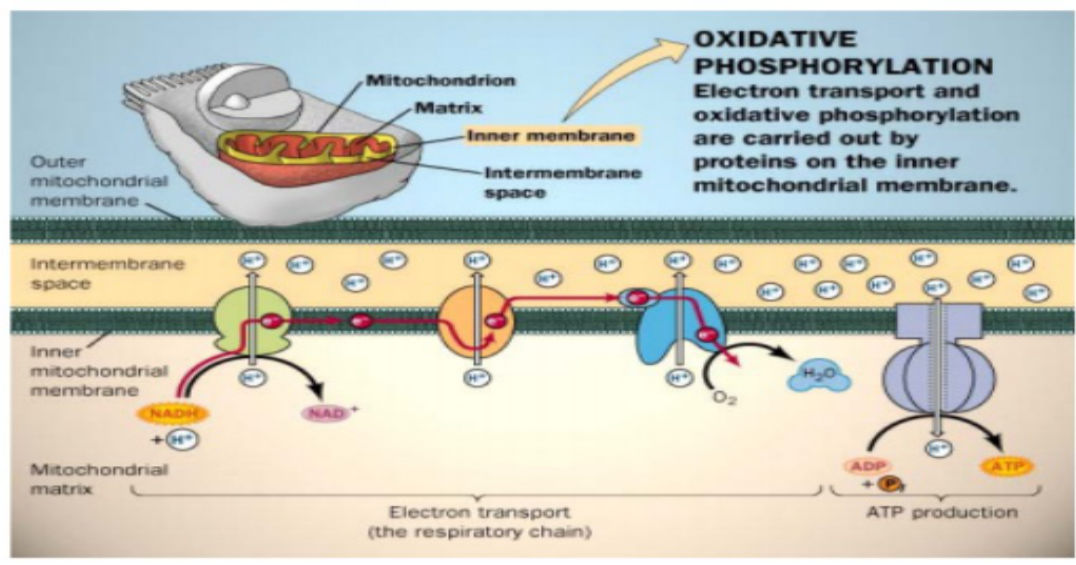 OXIDATIVE
PHOSPHORYLATION
Electron transport and
oxidative phosphorylation
are carried out by
proteins on the inner
mitochondrial membrane.
Mitochondrion
Matrix
Inner membrane
Intermembrane
space
Outer
mitochondrial
membrane
H+ H+ H+ H+ H+ H+ H+ H+ H+ H+ H+ H+
Intermembrane
space
H+ H+ H+ H+ H+ H+ H+ H+
Inner
mitochondrial
membrane
H+ H+ H+
NADH
+ H+
NAD+
O2
H2O
H+
ADP
+ Pi
ATP
Mitochondrial
matrix
Electron transport
(the respiratory chain)
ATP production